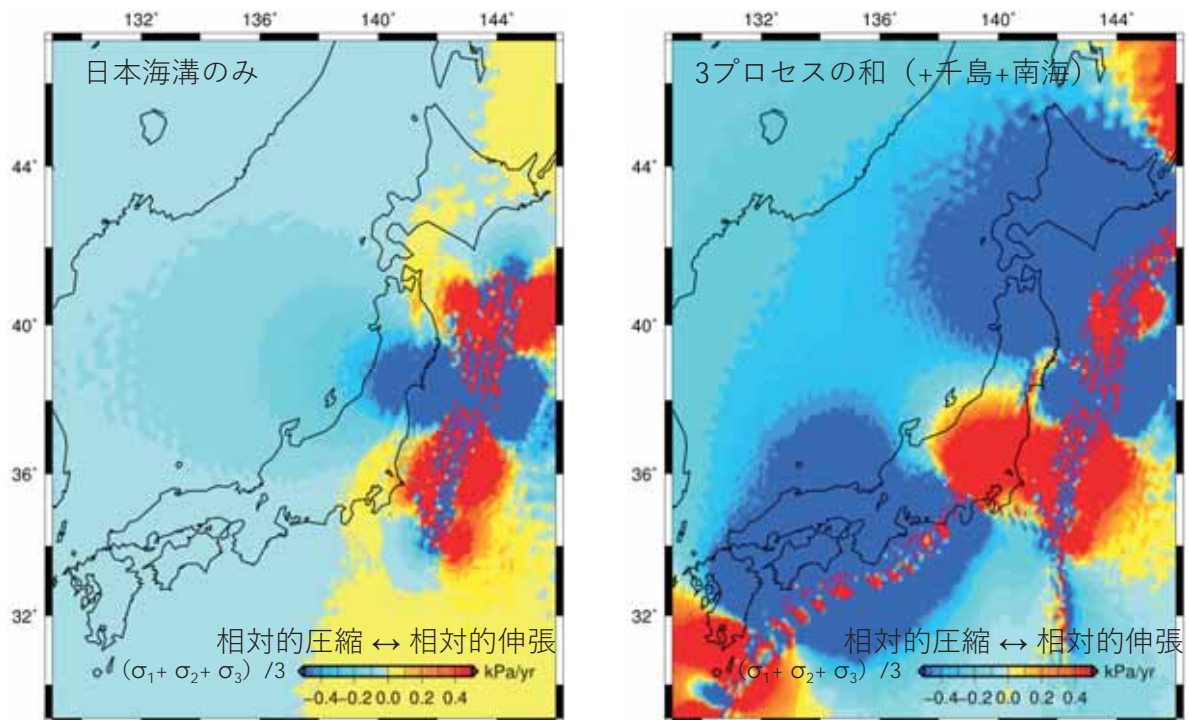 132° 136° 140° 144°
日本海溝のみ
44°
40°
36°
32°
相対的圧縮 ↔ 相対的伸張
(σ1+ σ2+ σ3) /3
kPa/yr
−0.4−0.2 0.0 0.2 0.4
132° 136° 140° 144°
3プロセスの和（+千島+南海）
44°
40°
36°
32°
相対的圧縮 ↔ 相対的伸張
(σ1+ σ2+ σ3) /3
kPa/yr
−0.4−0.2 0.0 0.2 0.4